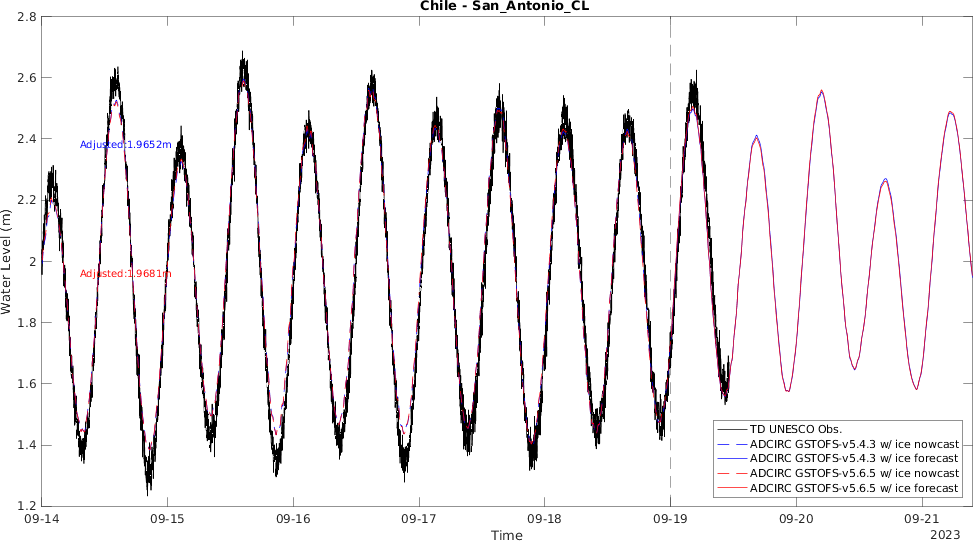 Chile - San_Antonio_CL
2.8
2.6
2.4
2.2
2
1.8
1.6
1.4
1.2
Water Level (m)
Adjusted:1.9652m
Adjusted:1.9681m
TD UNESCO Obs.
ADCIRC GSTOFS-v5.4.3 w/ ice nowcast
ADCIRC GSTOFS-v5.4.3 w/ ice forecast
ADCIRC GSTOFS-v5.6.5 w/ ice nowcast
ADCIRC GSTOFS-v5.6.5 w/ ice forecast
09-14 09-15 09-16 09-17 09-18 09-19 09-20 09-21
Time
2023